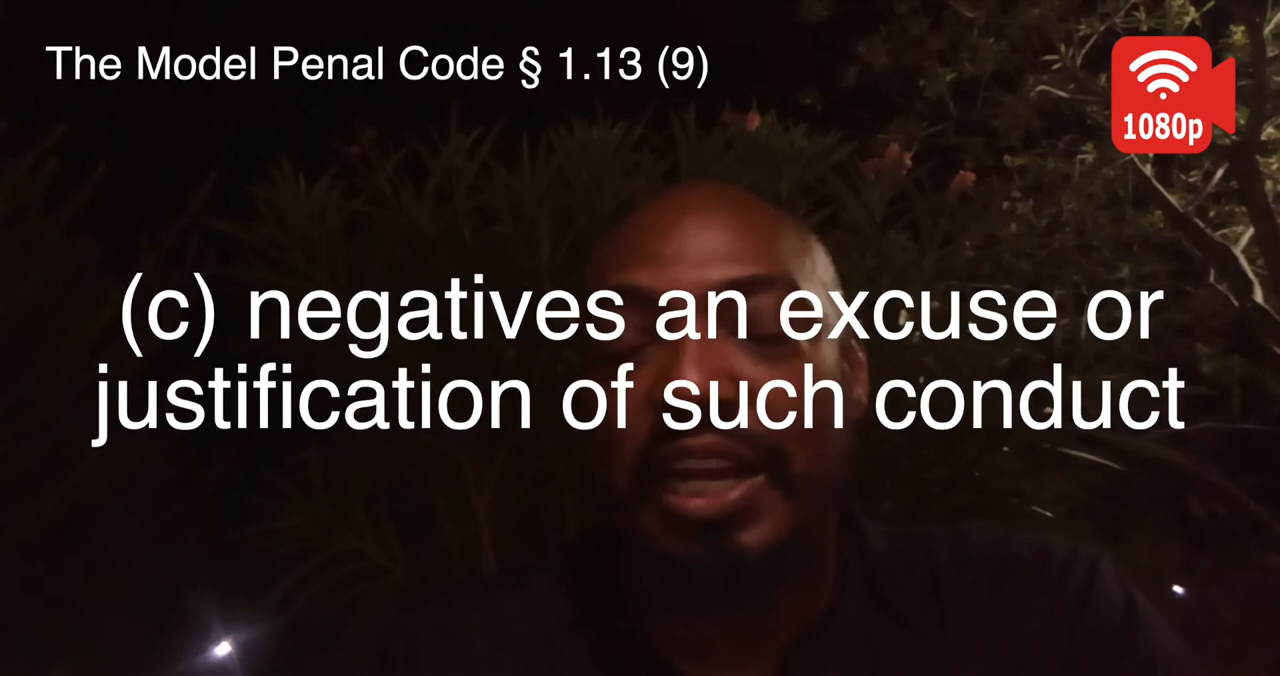 The Model Penal Code § 1.13 (9)
1080p
(c) negatives an excuse or
justification of such conduct